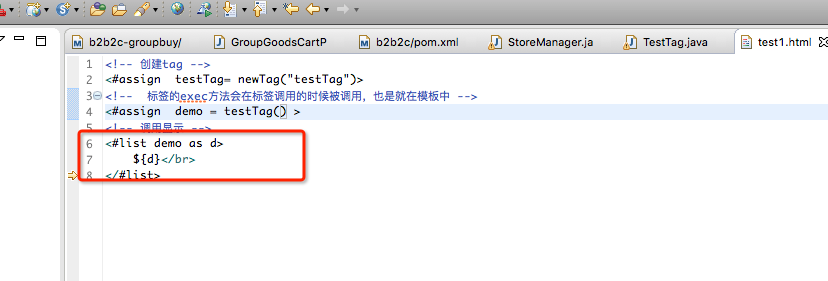 b2b2c-groupbuy/
GroupGoodsCartP
b2b2c/pom.xml
StoreManager.ja
TestTag.java
test1.html
1 <!-- 创建tag -->
2 <#assign  testTag= newTag("testTag")>
3 <!--  标签的exec方法会在标签调用的时候被调用，也是就在模板中 -->
4 <#assign  demo = testTag() >
5 <!-- 调用显示 -->
6 <#list demo as d>
7     ${d}</br>
8 </#list>